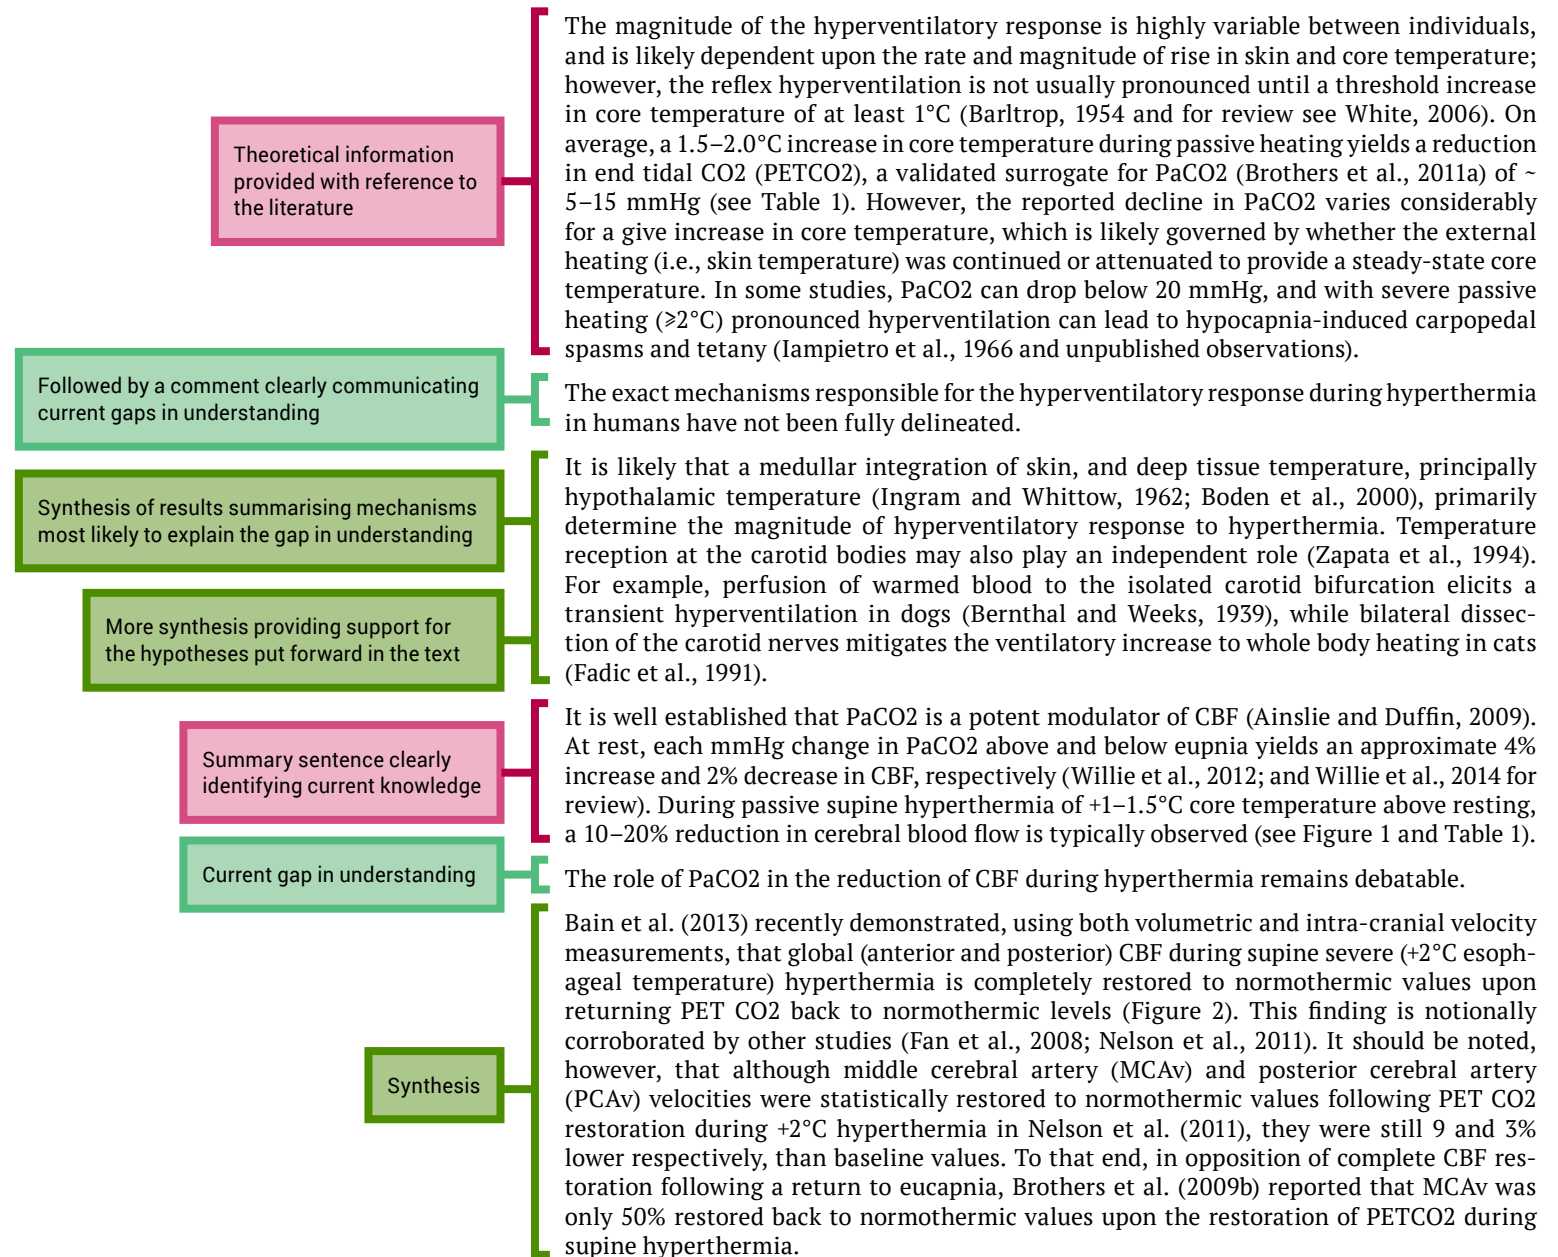 Theoretical information
provided with reference to
the literature
The magnitude of the hyperventilatory response is highly variable between individuals,
and is likely dependent upon the rate and magnitude of rise in skin and core temperature;
however, the reflex hyperventilation is not usually pronounced until a threshold increase
in core temperature of at least 1°C (Barltrop, 1954 and for review see White, 2006). On
average, a 1.5–2.0°C increase in core temperature during passive heating yields a reduction
in end tidal CO2 (PETCO2), a validated surrogate for PaCO2 (Brothers et al., 2011a) of ~
5–15 mmHg (see Table 1). However, the reported decline in PaCO2 varies considerably
for a give increase in core temperature, which is likely governed by whether the external
heating (i.e., skin temperature) was continued or attenuated to provide a steady-state core
temperature. In some studies, PaCO2 can drop below 20 mmHg, and with severe passive
heating (⩾2°C) pronounced hyperventilation can lead to hypocapnia-induced carpopedal
spasms and tetany (Iampietro et al., 1966 and unpublished observations).
Followed by a comment clearly communicating
current gaps in understanding
The exact mechanisms responsible for the hyperventilatory response during hyperthermia
in humans have not been fully delineated.
Synthesis of results summarising mechanisms
most likely to explain the gap in understanding
More synthesis providing support for
the hypotheses put forward in the text
It is likely that a medullar integration of skin, and deep tissue temperature, principally
hypothalamic temperature (Ingram and Whittow, 1962; Boden et al., 2000), primarily
determine the magnitude of hyperventilatory response to hyperthermia. Temperature
reception at the carotid bodies may also play an independent role (Zapata et al., 1994).
For example, perfusion of warmed blood to the isolated carotid bifurcation elicits a
transient hyperventilation in dogs (Bernthal and Weeks, 1939), while bilateral dissec-
tion of the carotid nerves mitigates the ventilatory increase to whole body heating in cats
(Fadic et al., 1991).
Summary sentence clearly
identifying current knowledge
It is well established that PaCO2 is a potent modulator of CBF (Ainslie and Duffin, 2009).
At rest, each mmHg change in PaCO2 above and below eupnia yields an approximate 4%
increase and 2% decrease in CBF, respectively (Willie et al., 2012; and Willie et al., 2014 for
review). During passive supine hyperthermia of +1–1.5°C core temperature above resting,
a 10–20% reduction in cerebral blood flow is typically observed (see Figure 1 and Table 1).
Current gap in understanding
The role of PaCO2 in the reduction of CBF during hyperthermia remains debatable.
Synthesis
Bain et al. (2013) recently demonstrated, using both volumetric and intra-cranial velocity
measurements, that global (anterior and posterior) CBF during supine severe (+2°C esoph-
ageal temperature) hyperthermia is completely restored to normothermic values upon
returning PET CO2 back to normothermic levels (Figure 2). This finding is notionally
corroborated by other studies (Fan et al., 2008; Nelson et al., 2011). It should be noted,
however, that although middle cerebral artery (MCAv) and posterior cerebral artery
(PCAv) velocities were statistically restored to normothermic values following PET CO2
restoration during +2°C hyperthermia in Nelson et al. (2011), they were still 9 and 3%
lower respectively, than baseline values. To that end, in opposition of complete CBF res-
toration following a return to eucapnia, Brothers et al. (2009b) reported that MCAv was
only 50% restored back to normothermic values upon the restoration of PETCO2 during
supine hyperthermia.